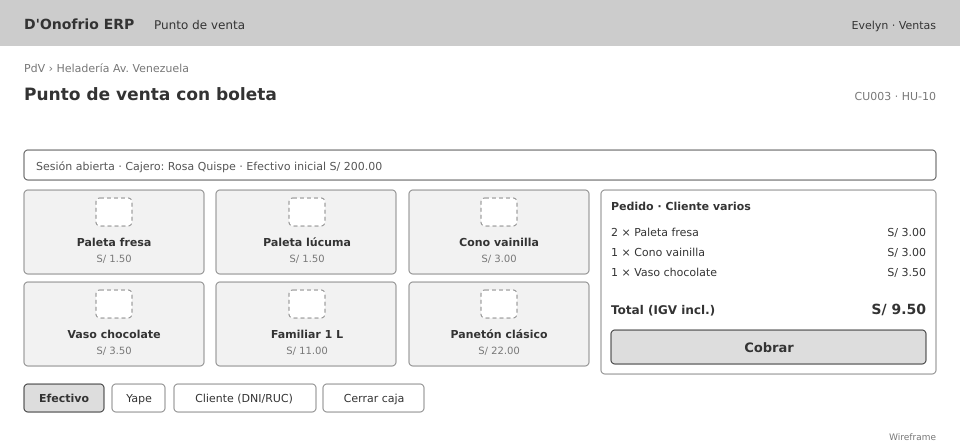 D'Onofrio ERP Punto de venta Evelyn · Ventas
PdV › Heladería Av. Venezuela
Punto de venta con boleta CU003 · HU-10
Sesión abierta · Cajero: Rosa Quispe · Efectivo inicial S/ 200.00
Paleta fresa
S/ 1.50
Paleta lúcuma
S/ 1.50
Cono vainilla
S/ 3.00
Vaso chocolate
S/ 3.50
Familiar 1 L
S/ 11.00
Panetón clásico
S/ 22.00
Pedido · Cliente varios
2 × Paleta fresa S/ 3.00
1 × Cono vainilla S/ 3.00
1 × Vaso chocolate S/ 3.50
Total (IGV incl.) S/ 9.50
Cobrar
Efectivo Yape Cliente (DNI/RUC) Cerrar caja
Wireframe